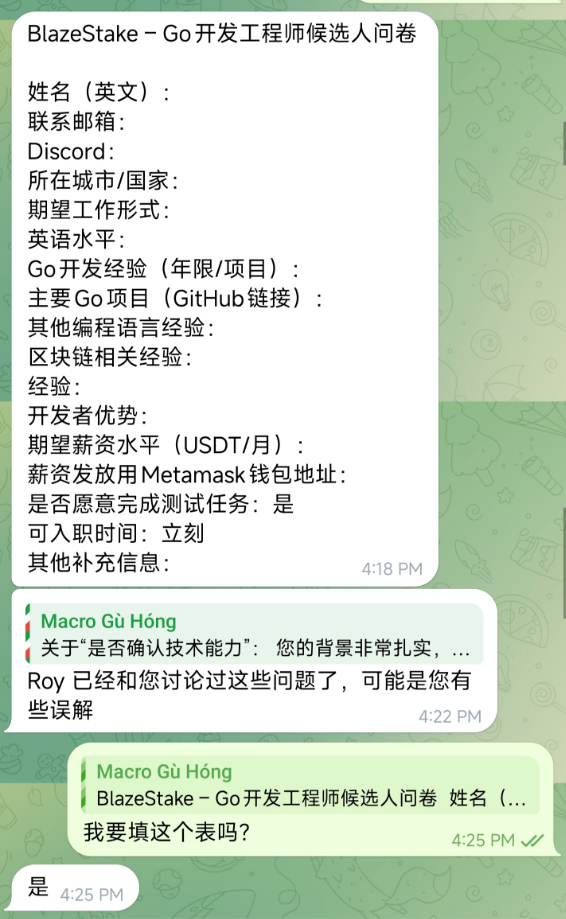 BlazeStake – Go开发工程师候选人问卷
姓名（英文）:
联系邮箱:
Discord:
所在城市/国家:
期望工作形式:
英语水平:
Go开发经验（年限/项目）:
主要Go项目（GitHub链接）:
其他编程语言经验:
区块链相关经验:
经验:
开发者优势:
期望薪资水平（USDT/月）:
薪资发放用Metamask钱包地址:
是否愿意完成测试任务: 是
可入职时间: 立刻
其他补充信息:
4:18 PM
Macro Gù Hóng
关于“是否确认技术能力”: 您的背景非常扎实，...
Roy 已经和您讨论过这些问题了，可能是您有
些误解
4:22 PM
Macro Gù Hóng
BlazeStake – Go开发工程师候选人问卷 姓名（...
我要填这个表吗？
4:25 PM
是 4:25 PM